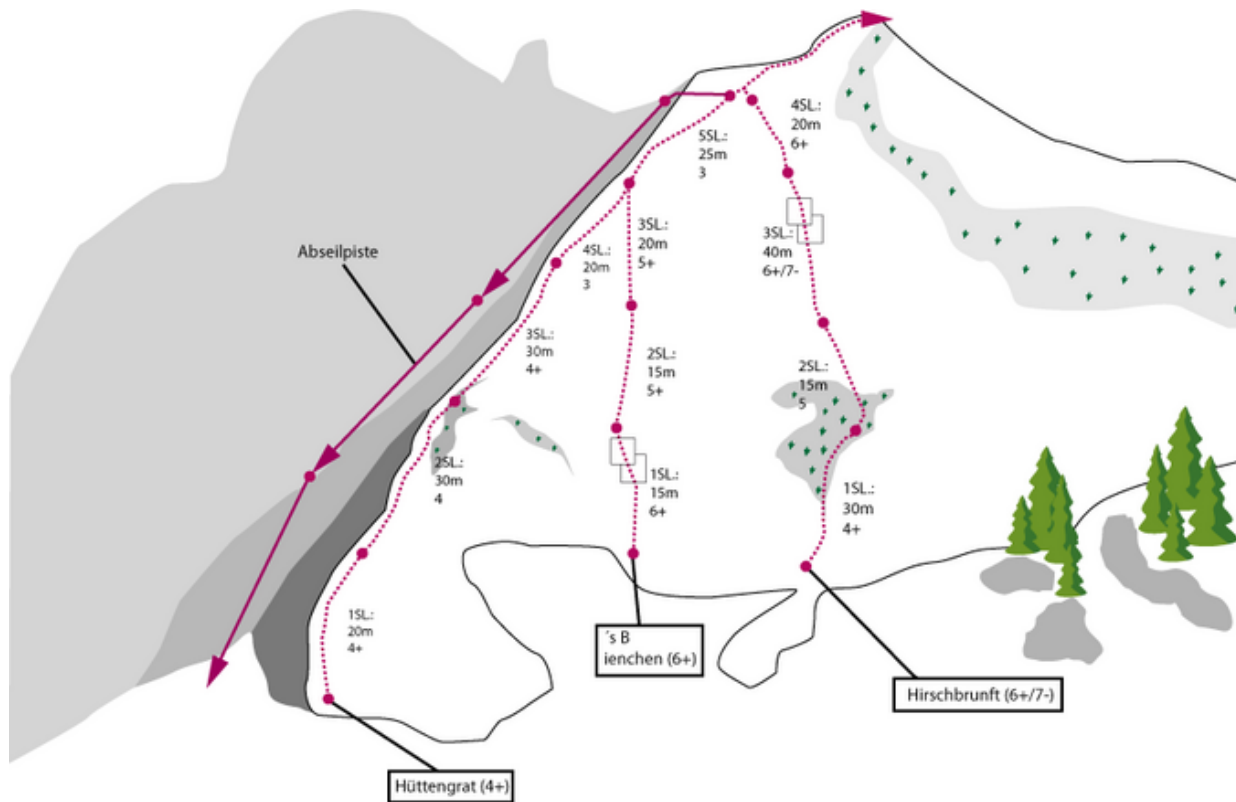 4SL.:
20m
6+
5SL.:
25m
3
3SL.:
20m
5+
3SL.:
40m
6+/7-
Abseilpiste
4SL.:
20m
3
3SL.:
30m
4+
2SL.:
15m
5+
2SL.:
15m
5
2SL.:
30m
4
1SL.:
15m
6+
1SL.:
30m
4+
1SL.:
20m
4+
´s B
ienchen (6+)
Hirschbrunft (6+/7-)
Hüttengrat (4+)